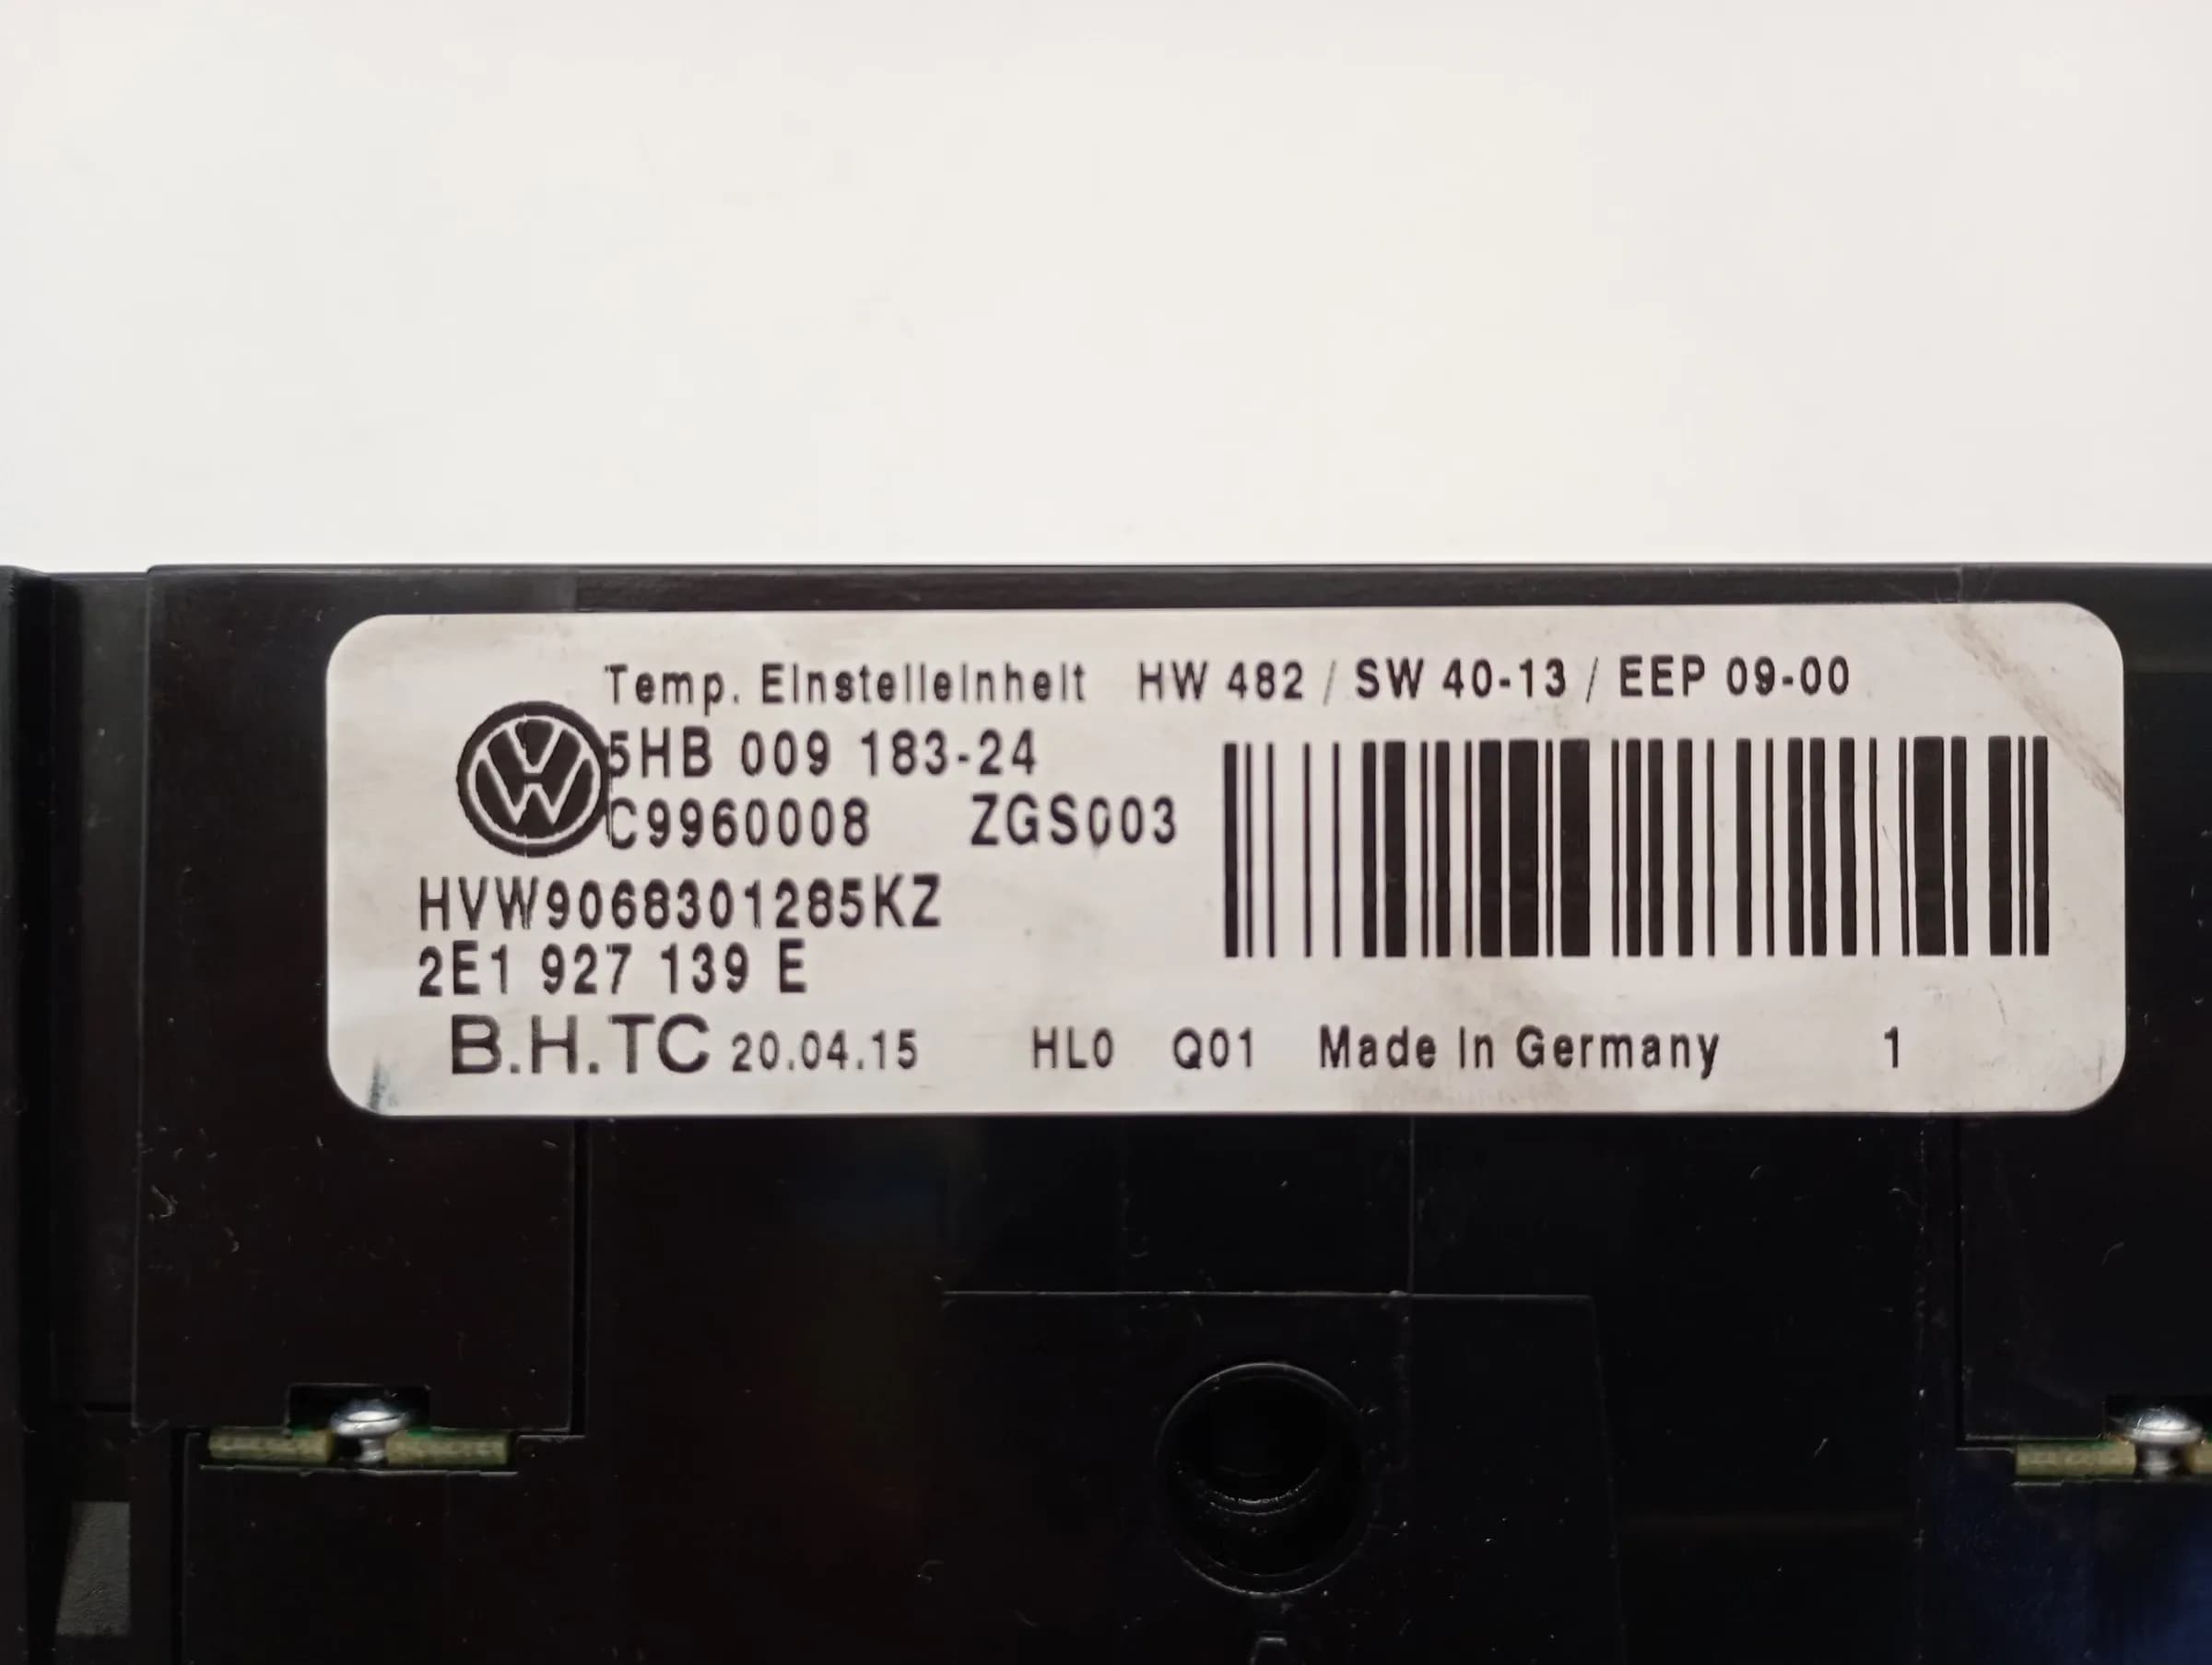 Temp. Einstelleinheit HW 482 / SW 40-13 / EEP 09-00
5HB 009 183-24
C9960008 ZGS003
HVW9068301285KZ
2E1 927 139 E
B.H.TC 20.04.15 HL0 Q01 Made in Germany 1